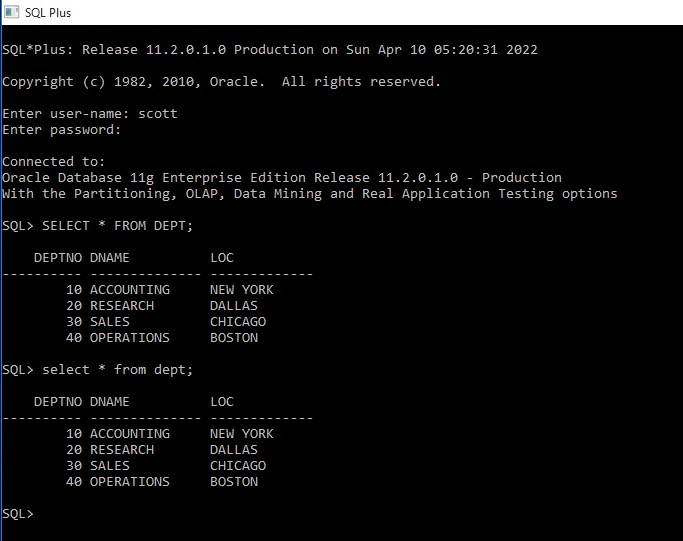 SQL Plus
SQL*Plus: Release 11.2.0.1.0 Production on Sun Apr 10 05:20:31 2022
Copyright (c) 1982, 2010, Oracle.  All rights reserved.
Enter user-name: scott
Enter password:
Connected to:
Oracle Database 11g Enterprise Edition Release 11.2.0.1.0 - Production
With the Partitioning, OLAP, Data Mining and Real Application Testing options
SQL> SELECT * FROM DEPT;
    DEPTNO DNAME          LOC
---------- -------------- -------------
        10 ACCOUNTING     NEW YORK
        20 RESEARCH       DALLAS
        30 SALES          CHICAGO
        40 OPERATIONS     BOSTON
SQL> select * from dept;
    DEPTNO DNAME          LOC
---------- -------------- -------------
        10 ACCOUNTING     NEW YORK
        20 RESEARCH       DALLAS
        30 SALES          CHICAGO
        40 OPERATIONS     BOSTON
SQL>